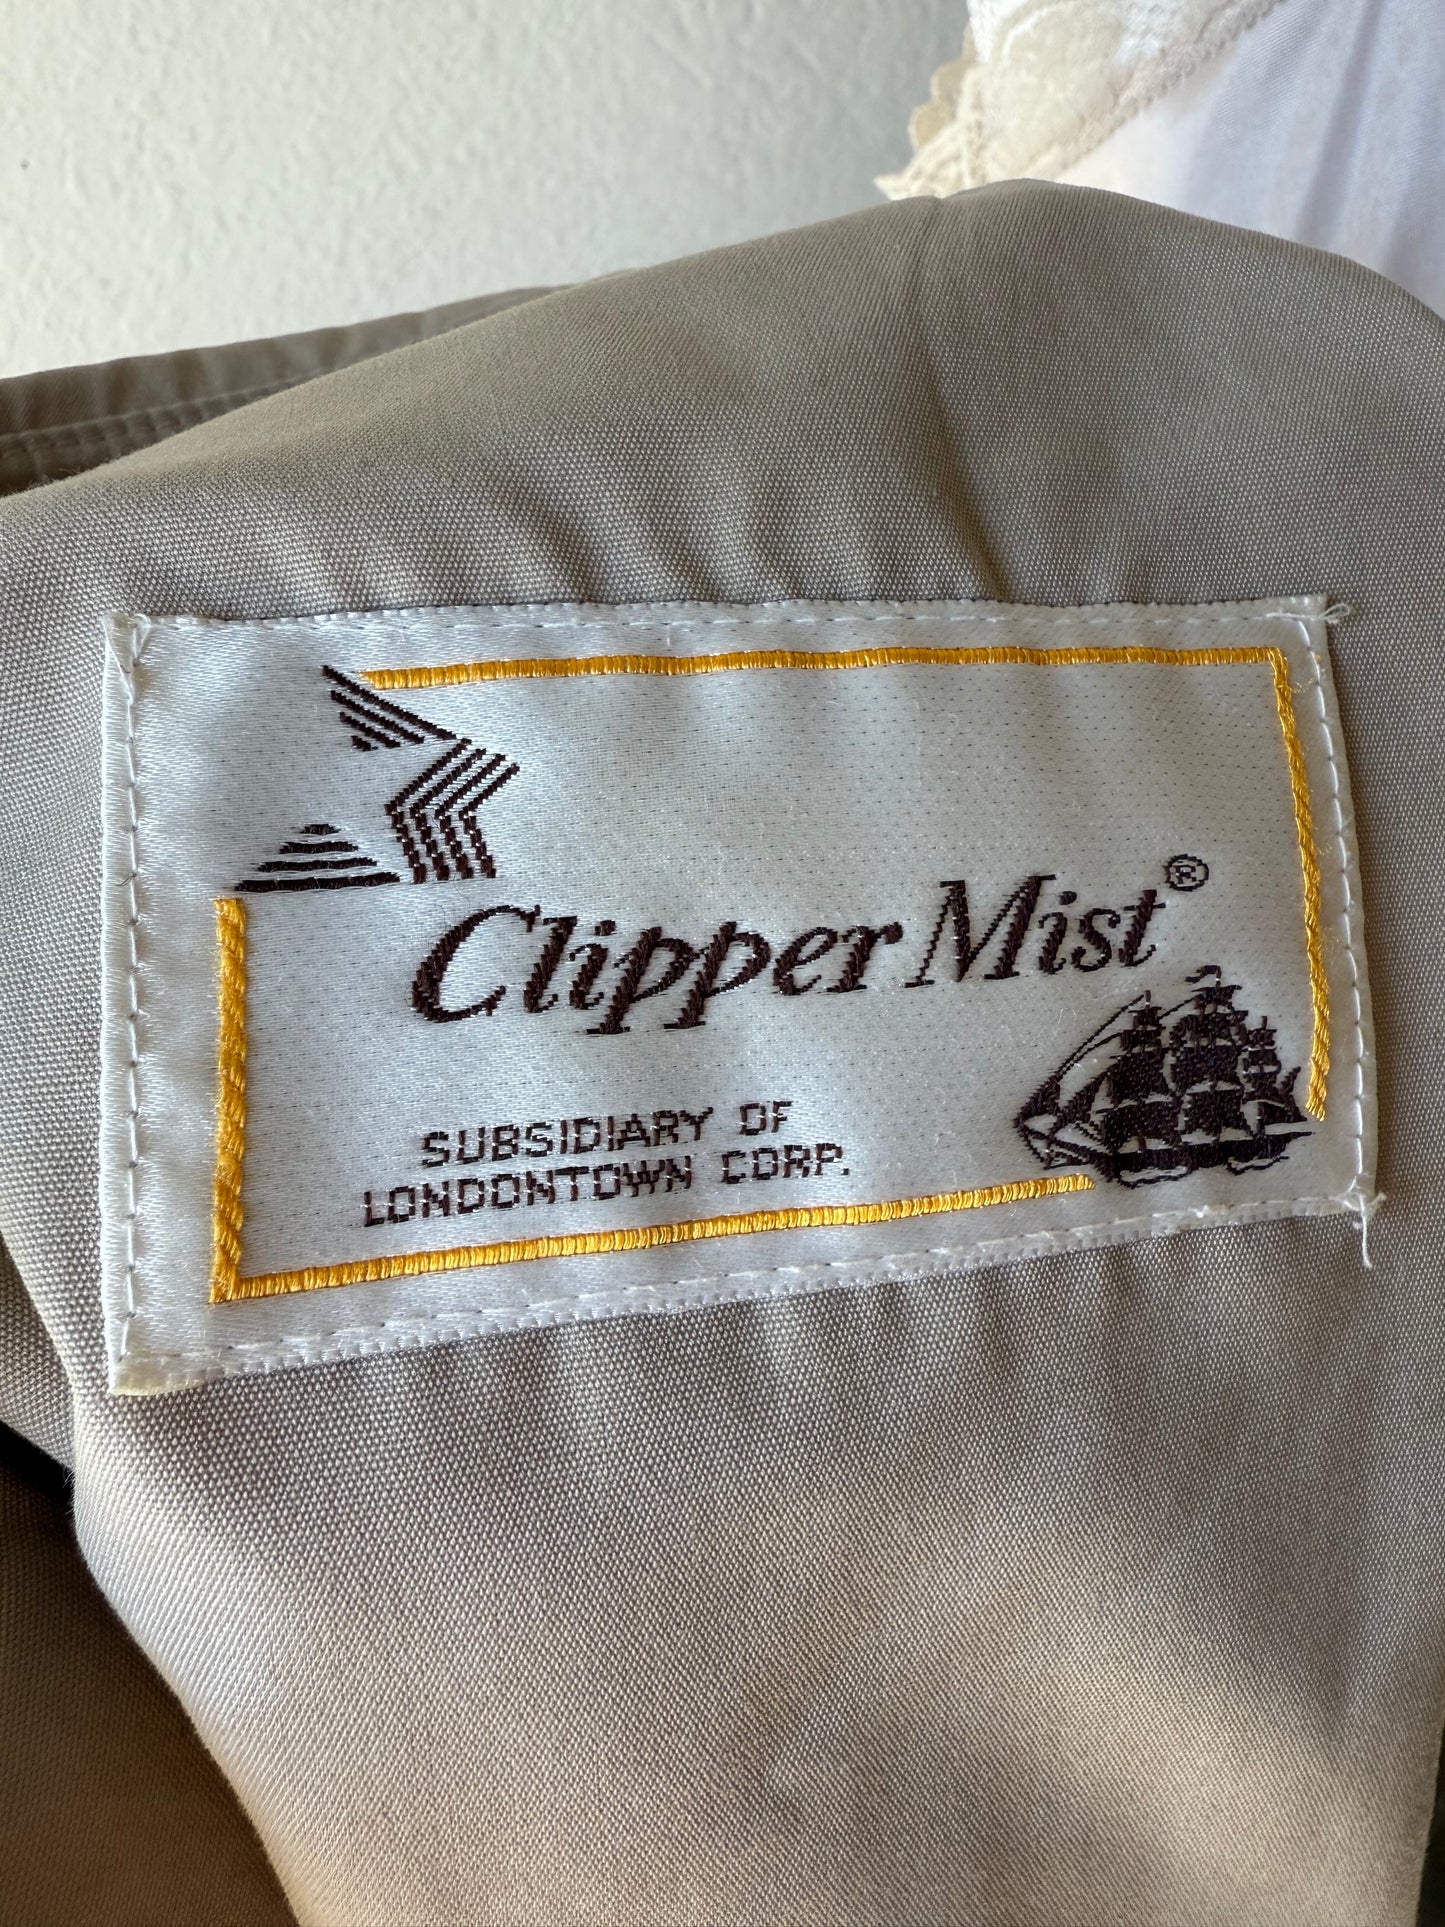 Clipper Mist®
SUBSIDIARY OF
LONDONTOWN CORP.